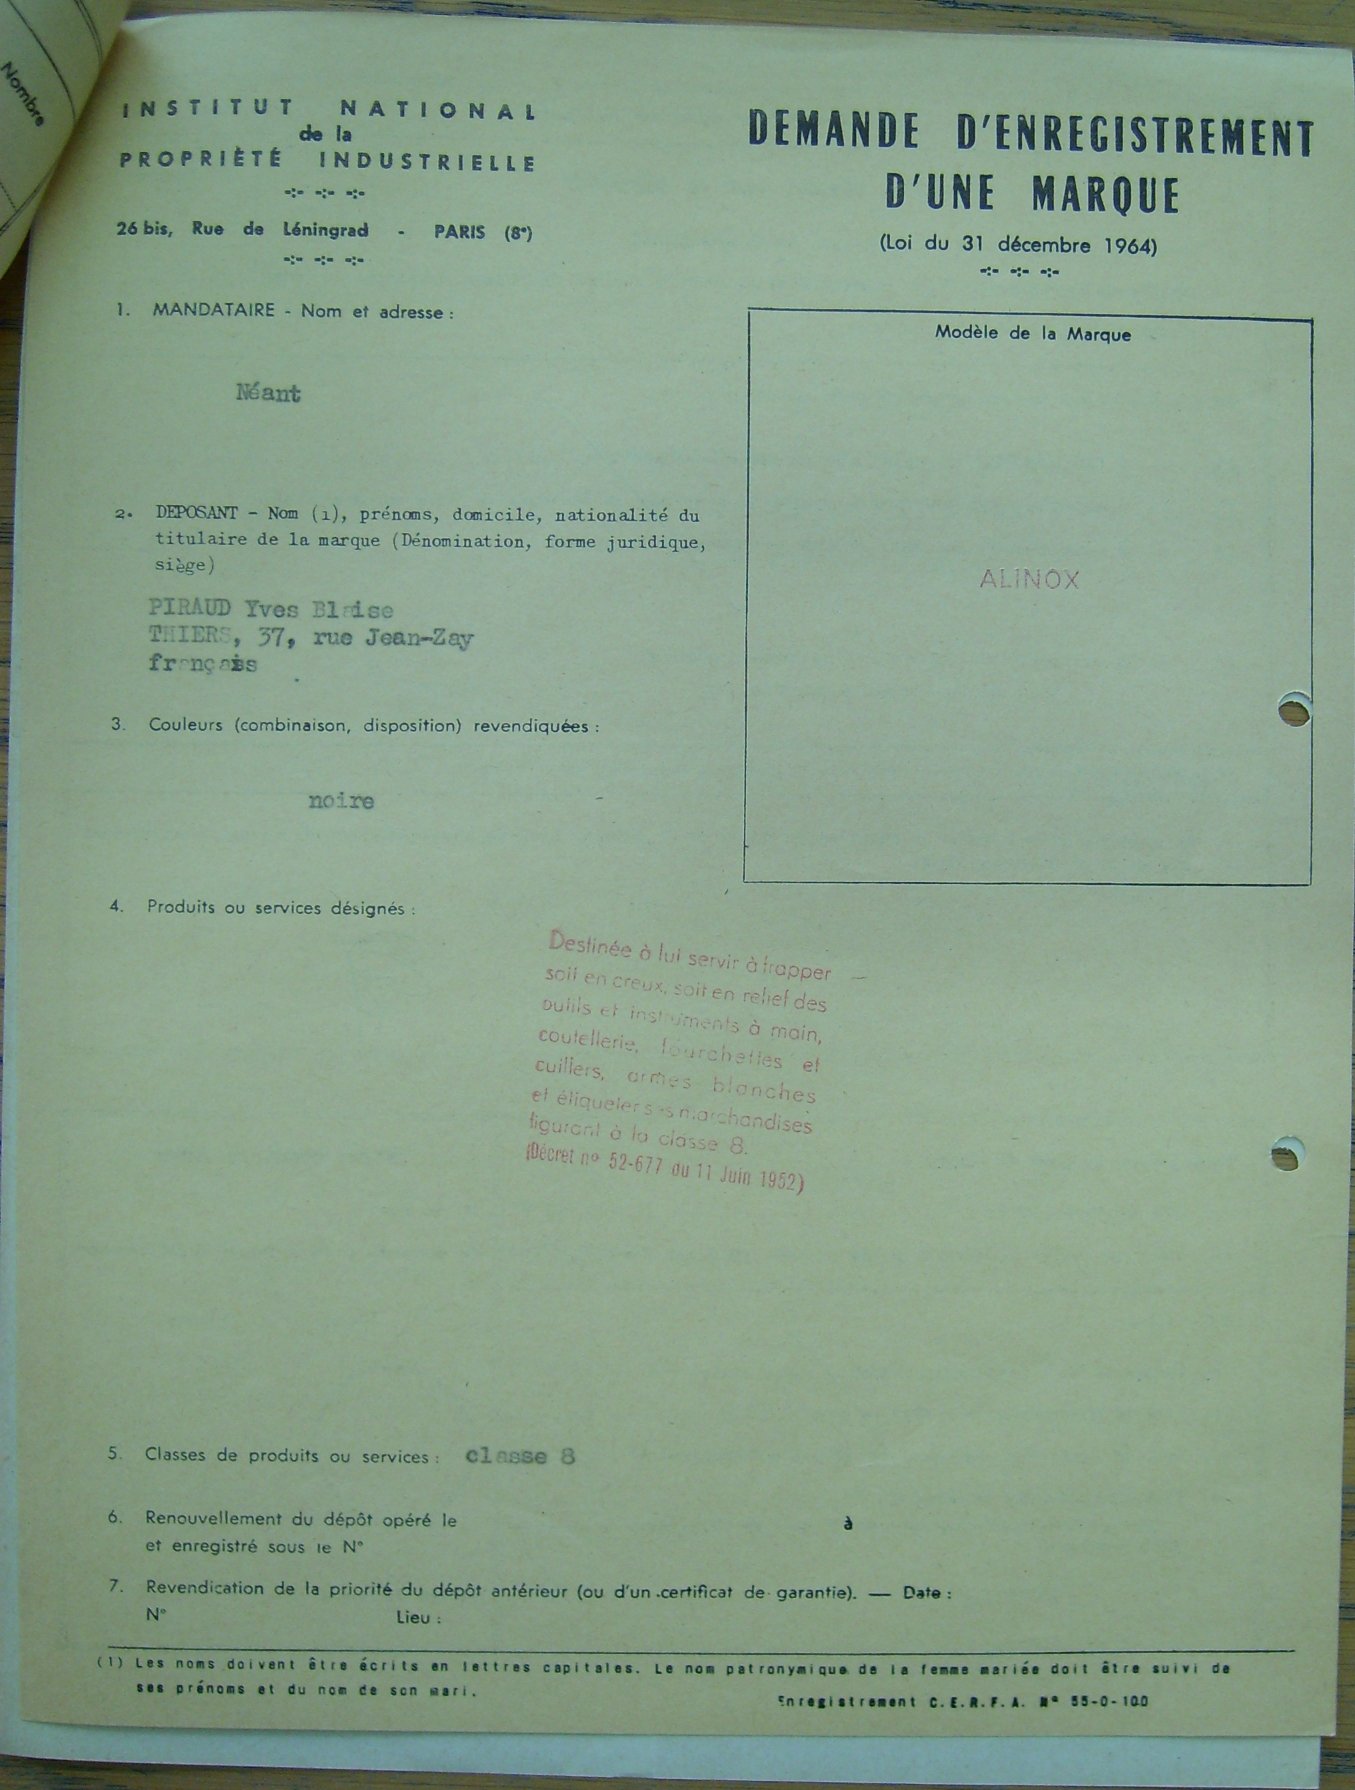 Nombre
INSTITUT NATIONAL
de la
PROPRIÈTÉ INDUSTRIELLE
-:- -:- -:-
26 bis, Rue de Léningrad - PARIS (8e)
-:- -:- -:-
DEMANDE D'ENREGISTREMENT
D'UNE MARQUE
(Loi du 31 décembre 1964)
-:- -:- -:-
1. MANDATAIRE - Nom et adresse :
Néant
Modèle de la Marque
ALINOX
2. DEPOSANT - Nom (1), prénoms, domicile, nationalité du
titulaire de la marque (Dénomination, forme juridique,
siège)
PIRAUD Yves Blaise
THIERS, 37, rue Jean-Zay
français
3. Couleurs (combinaison, disposition) revendiquées :
noire
4. Produits ou services désignés :
Destinée à lui servir à frapper
soit en creux, soit en relief des
outils et instruments à main,
coutellerie, fourchettes et
cuillers, armes blanches
et étiqueter ses marchandises
figurant à la classe 8.
(Décret n° 52-677 du 11 Juin 1952)
5. Classes de produits ou services : classe 8
6. Renouvellement du dépôt opéré le à
et enregistré sous le N°
7. Revendication de la priorité du dépôt antérieur (ou d'un certificat de garantie). — Date :
N° Lieu :
(1) Les noms doivent être écrits en lettres capitales. Le nom patronymique de la femme mariée doit être suivi de
ses prénoms et du nom de son mari.
Enregistrement C.E.R.F.A. N° 55-0-100